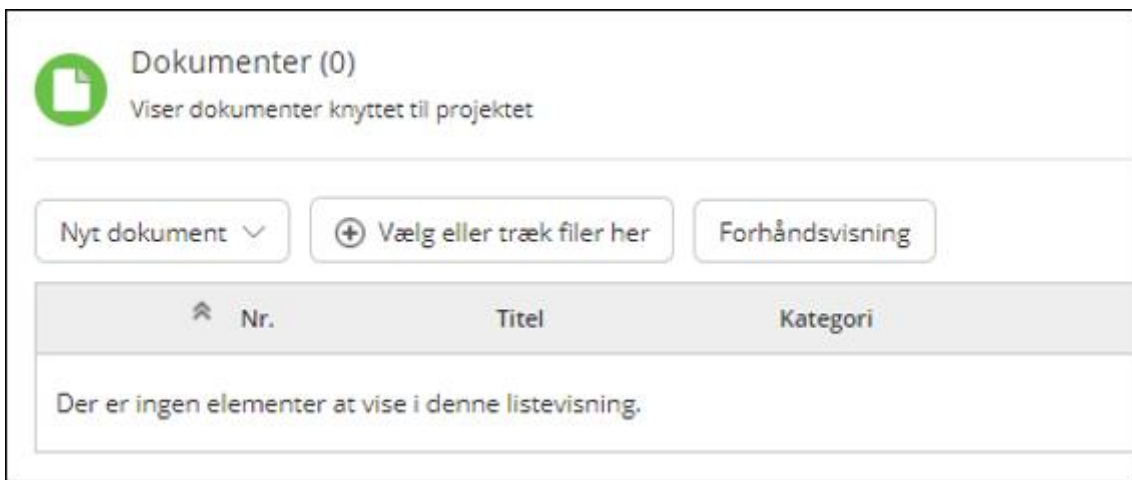 Dokumenter (0)
Viser dokumenter knyttet til projektet
Nyt dokument Vælg eller træk filer her Forhåndsvisning
Nr. Titel Kategori
Der er ingen elementer at vise i denne listevisning.